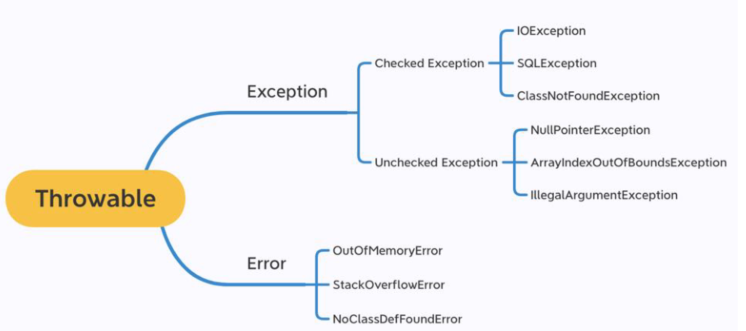 Throwable
Exception
Checked Exception
IOException
SQLException
ClassNotFoundException
Unchecked Exception
NullPointerException
ArrayIndexOutOfBoundsException
IllegalArgumentException
Error
OutOfMemoryError
StackOverflowError
NoClassDefFoundError